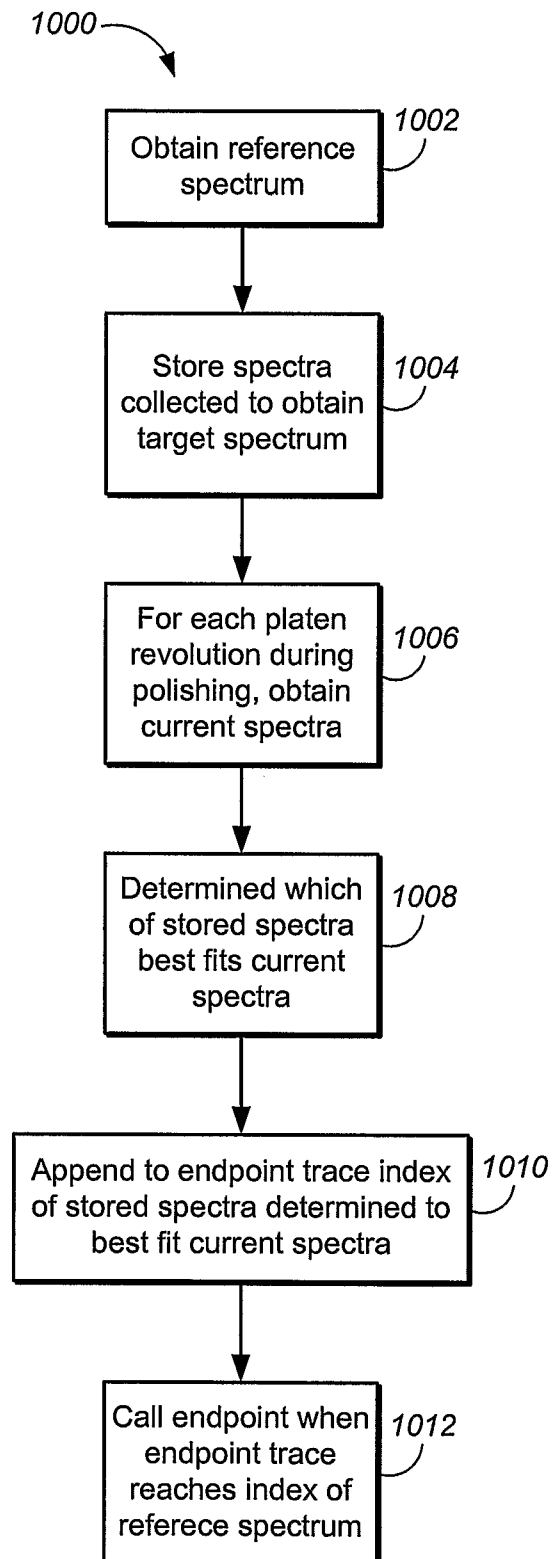 1000
1002
Obtain reference
spectrum
1004
Store spectra
collected to obtain
target spectrum
1006
For each platen
revolution during
polishing, obtain
current spectra
1008
Determined which
of stored spectra
best fits current
spectra
1010
Append to endpoint trace index
of stored spectra determined to
best fit current spectra
1012
Call endpoint when
endpoint trace
reaches index of
referece spectrum